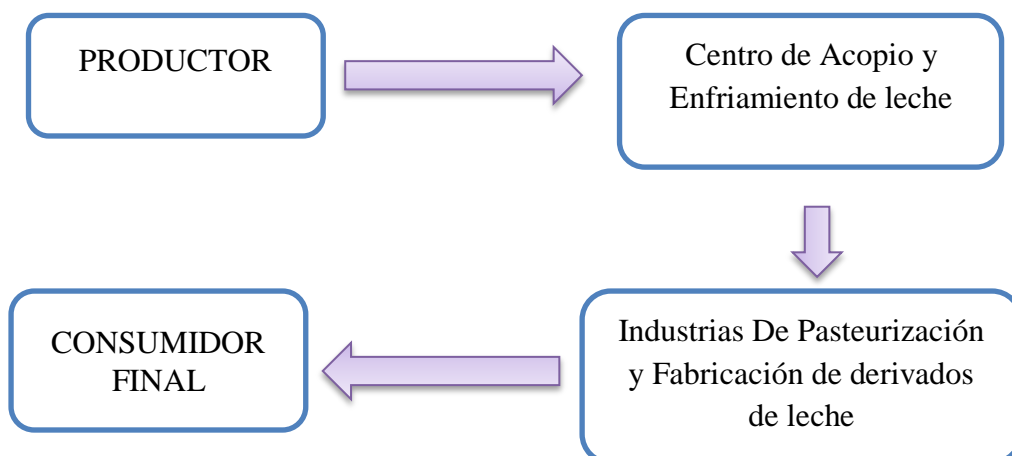 PRODUCTOR
Centro de Acopio y
Enfriamiento de leche
Industrias De Pasteurización
y Fabricación de derivados
de leche
CONSUMIDOR
FINAL